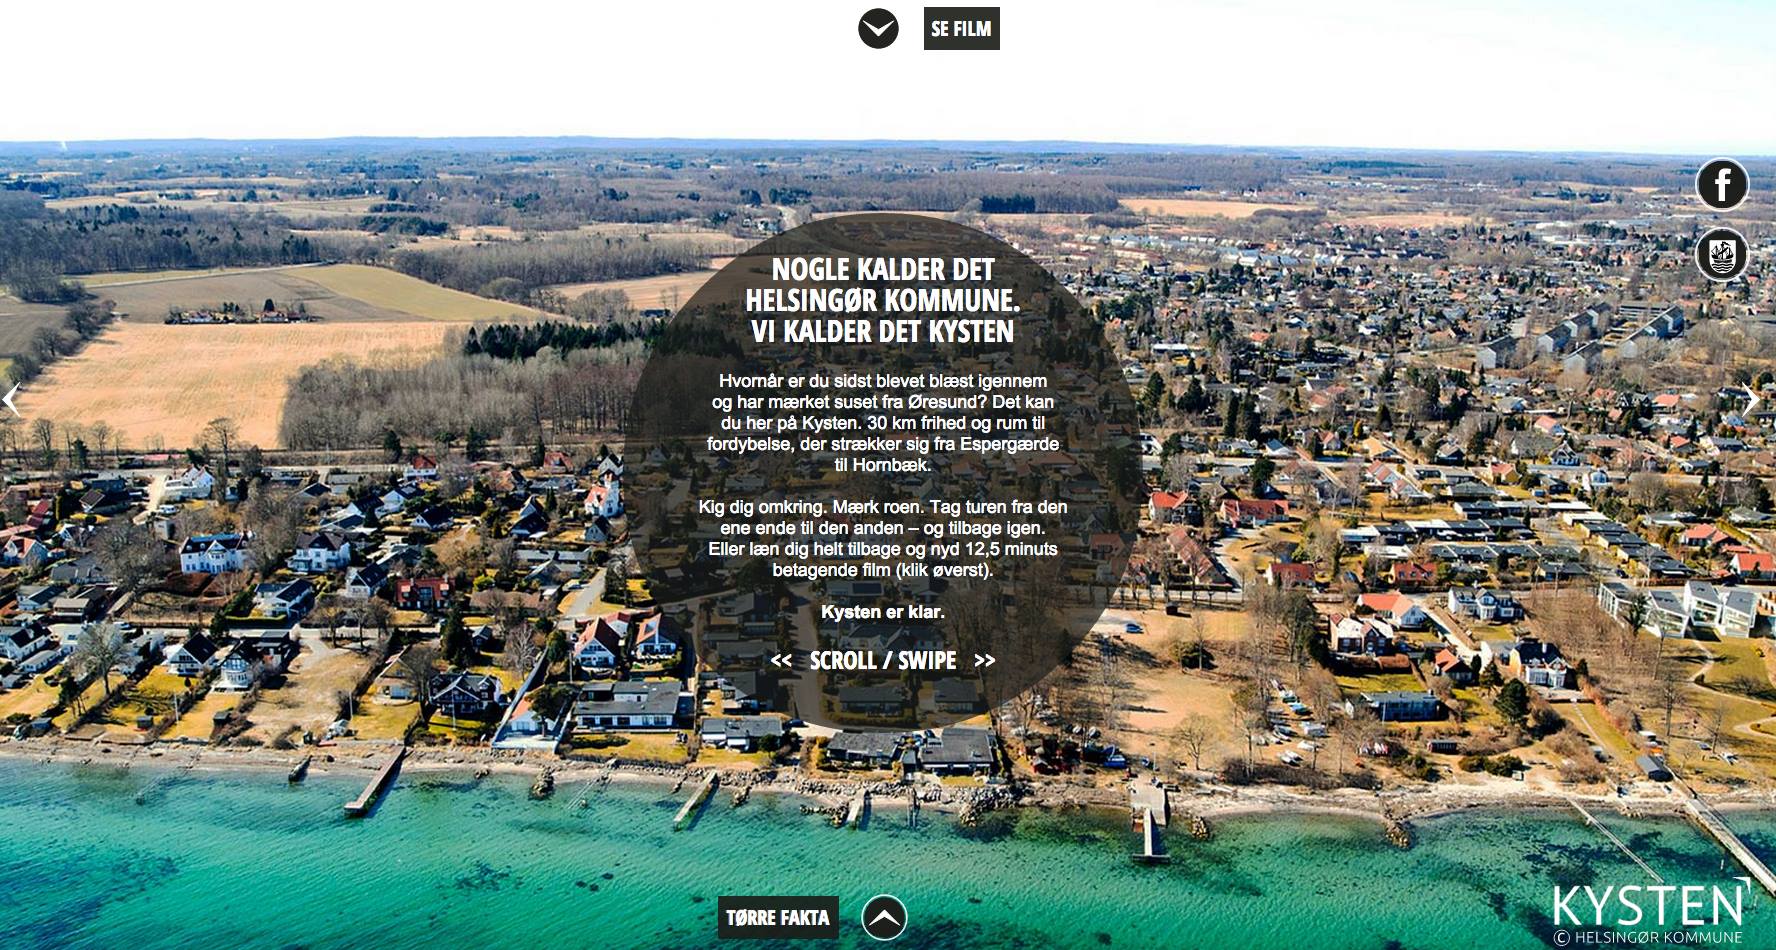 SE FILM
f
NOGLE KALDER DET
HELSINGØR KOMMUNE.
VI KALDER DET KYSTEN
Hvornår er du sidst blevet blæst igennem
og har mærket suset fra Øresund? Det kan
du her på Kysten. 30 km frihed og rum til
fordybelse, der strækker sig fra Espergærde
til Hornbæk.
Kig dig omkring. Mærk roen. Tag turen fra den
ene ende til den anden – og tilbage igen.
Eller læn dig helt tilbage og nyd 12,5 minuts
betagende film (klik øverst).
Kysten er klar.
<< SCROLL / SWIPE >>
TØRRE FAKTA
KYSTEN
© HELSINGØR KOMMUNE